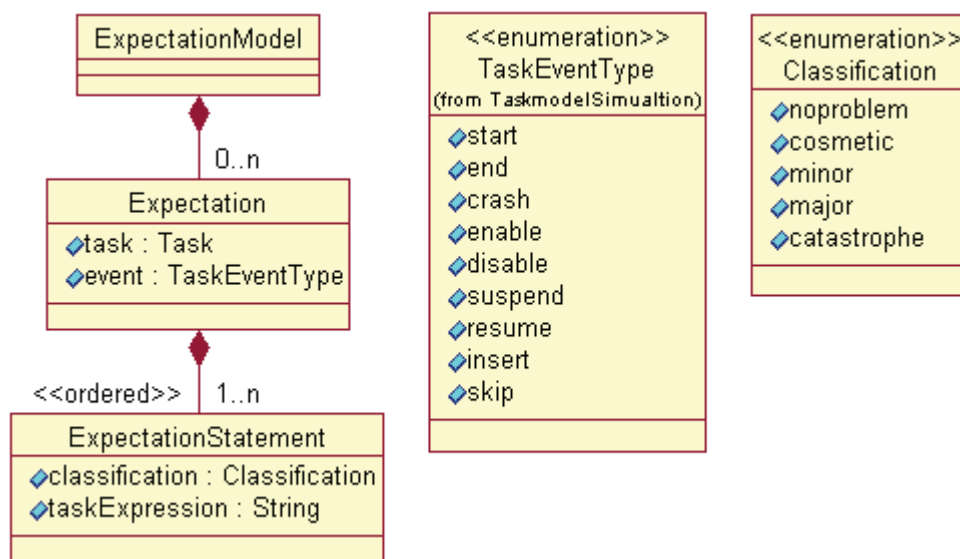 ExpectationModel
0..n
Expectation
task : Task
event : TaskEventType
<<ordered>> 1..n
ExpectationStatement
classification : Classification
taskExpression : String
<<enumeration>>
TaskEventType
(from TaskmodelSimualtion)
start
end
crash
enable
disable
suspend
resume
insert
skip
<<enumeration>>
Classification
noproblem
cosmetic
minor
major
catastrophe